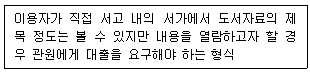 이용자가 직접 서고 내의 서가에서 도서자료의 제
목 정도는 볼 수 있지만 내용을 열람하고자 할 경
우 관원에게 대출을 요구해야 하는 형식